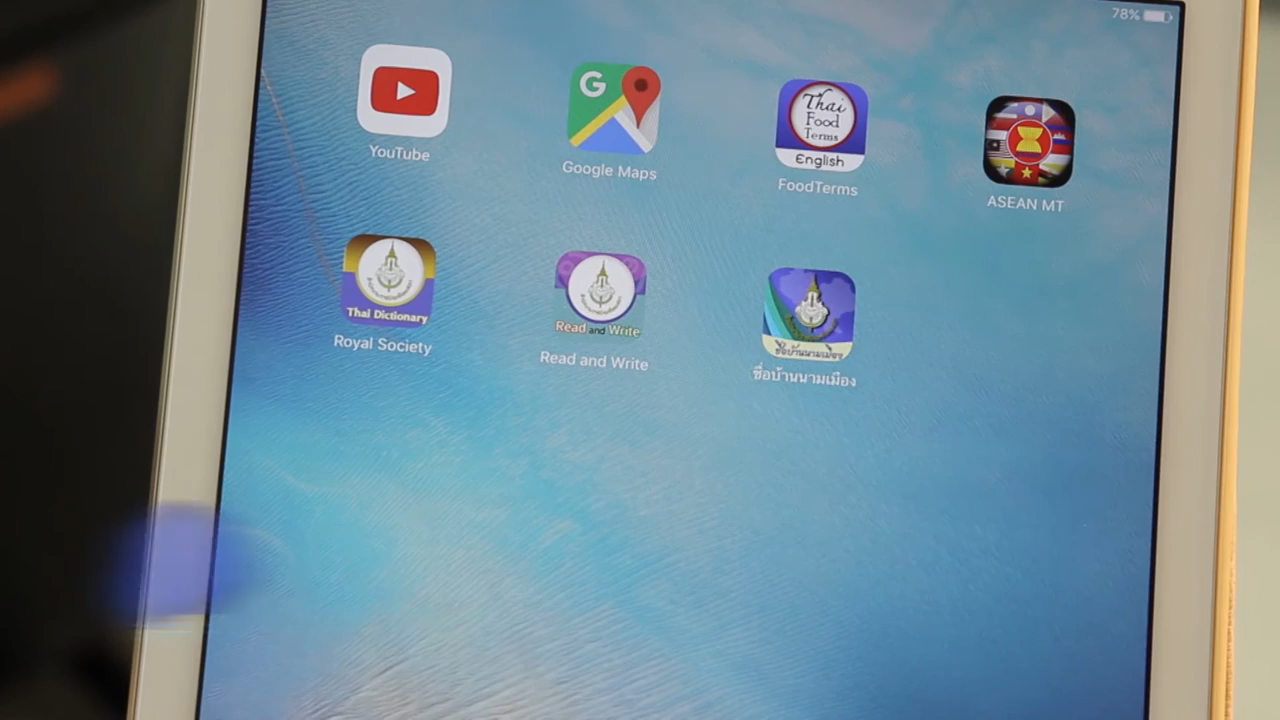 78%
YouTube
G
Google Maps
Thai
Food
Terms
English
FoodTerms
ASEAN MT
Thai Dictionary
Royal Society
Read and Write
Read and Write
ชื่อบ้านนามเมือง
ชื่อบ้านนามเมือง